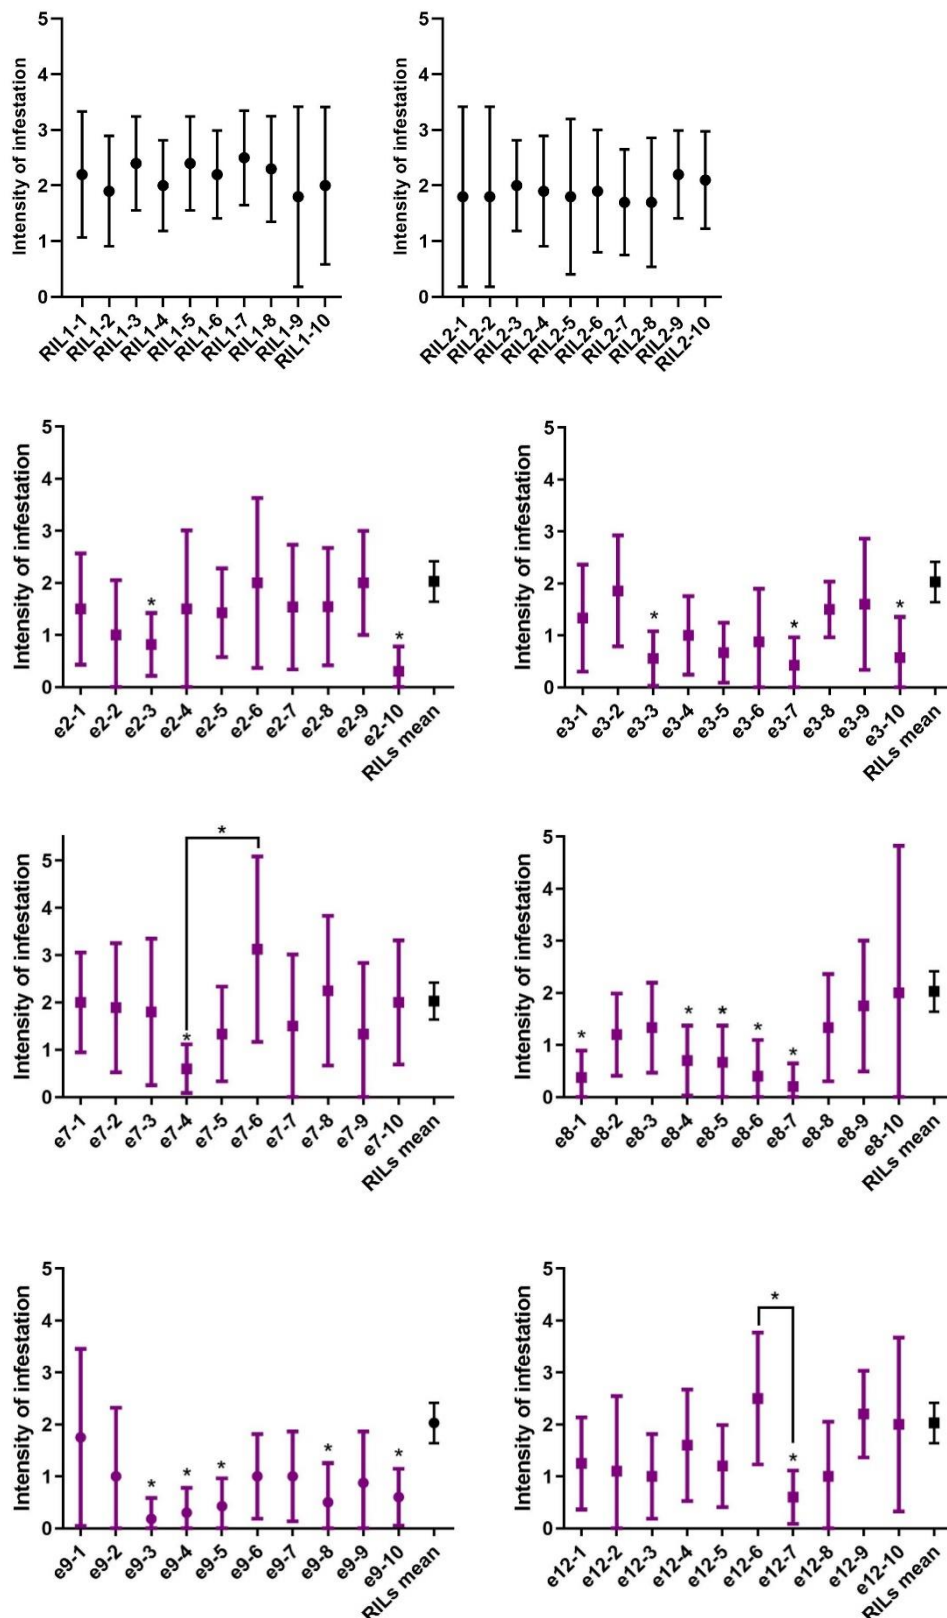 Intensity of infestation
5
4
3
2
1
0
RIL1-1
RIL1-2
RIL1-3
RIL1-4
RIL1-5
RIL1-6
RIL1-7
RIL1-8
RIL1-9
RIL1-10
Intensity of infestation
5
4
3
2
1
0
RIL2-1
RIL2-2
RIL2-3
RIL2-4
RIL2-5
RIL2-6
RIL2-7
RIL2-8
RIL2-9
RIL2-10
Intensity of infestation
5
4
3
2
1
0
*
*
e2-1
e2-2
e2-3
e2-4
e2-5
e2-6
e2-7
e2-8
e2-9
e2-10
RILs mean
Intensity of infestation
5
4
3
2
1
0
*
*
*
e3-1
e3-2
e3-3
e3-4
e3-5
e3-6
e3-7
e3-8
e3-9
e3-10
RILs mean
Intensity of infestation
5
4
3
2
1
0
*
*
e7-1
e7-2
e7-3
e7-4
e7-5
e7-6
e7-7
e7-8
e7-9
e7-10
RILs mean
Intensity of infestation
5
4
3
2
1
0
*
*
*
*
*
e8-1
e8-2
e8-3
e8-4
e8-5
e8-6
e8-7
e8-8
e8-9
e8-10
RILs mean
Intensity of infestation
5
4
3
2
1
0
*
*
*
*
*
e9-1
e9-2
e9-3
e9-4
e9-5
e9-6
e9-7
e9-8
e9-9
e9-10
RILs mean
Intensity of infestation
5
4
3
2
1
0
*
*
e12-1
e12-2
e12-3
e12-4
e12-5
e12-6
e12-7
e12-8
e12-9
e12-10
RILs mean